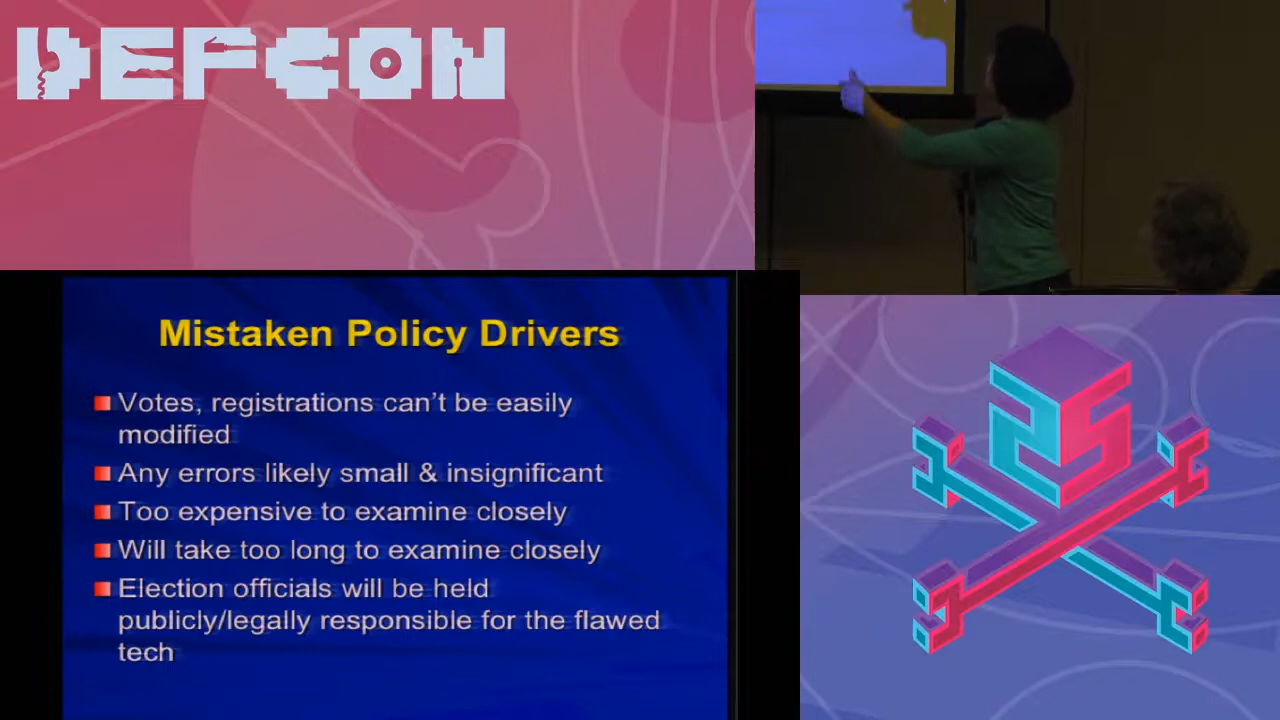 DEFCON
Mistaken Policy Drivers
Votes, registrations can't be easily
modified
Any errors likely small & insignificant
Too expensive to examine closely
Will take too long to examine closely
Election officials will be held
publicly/legally responsible for the flawed
tech
25